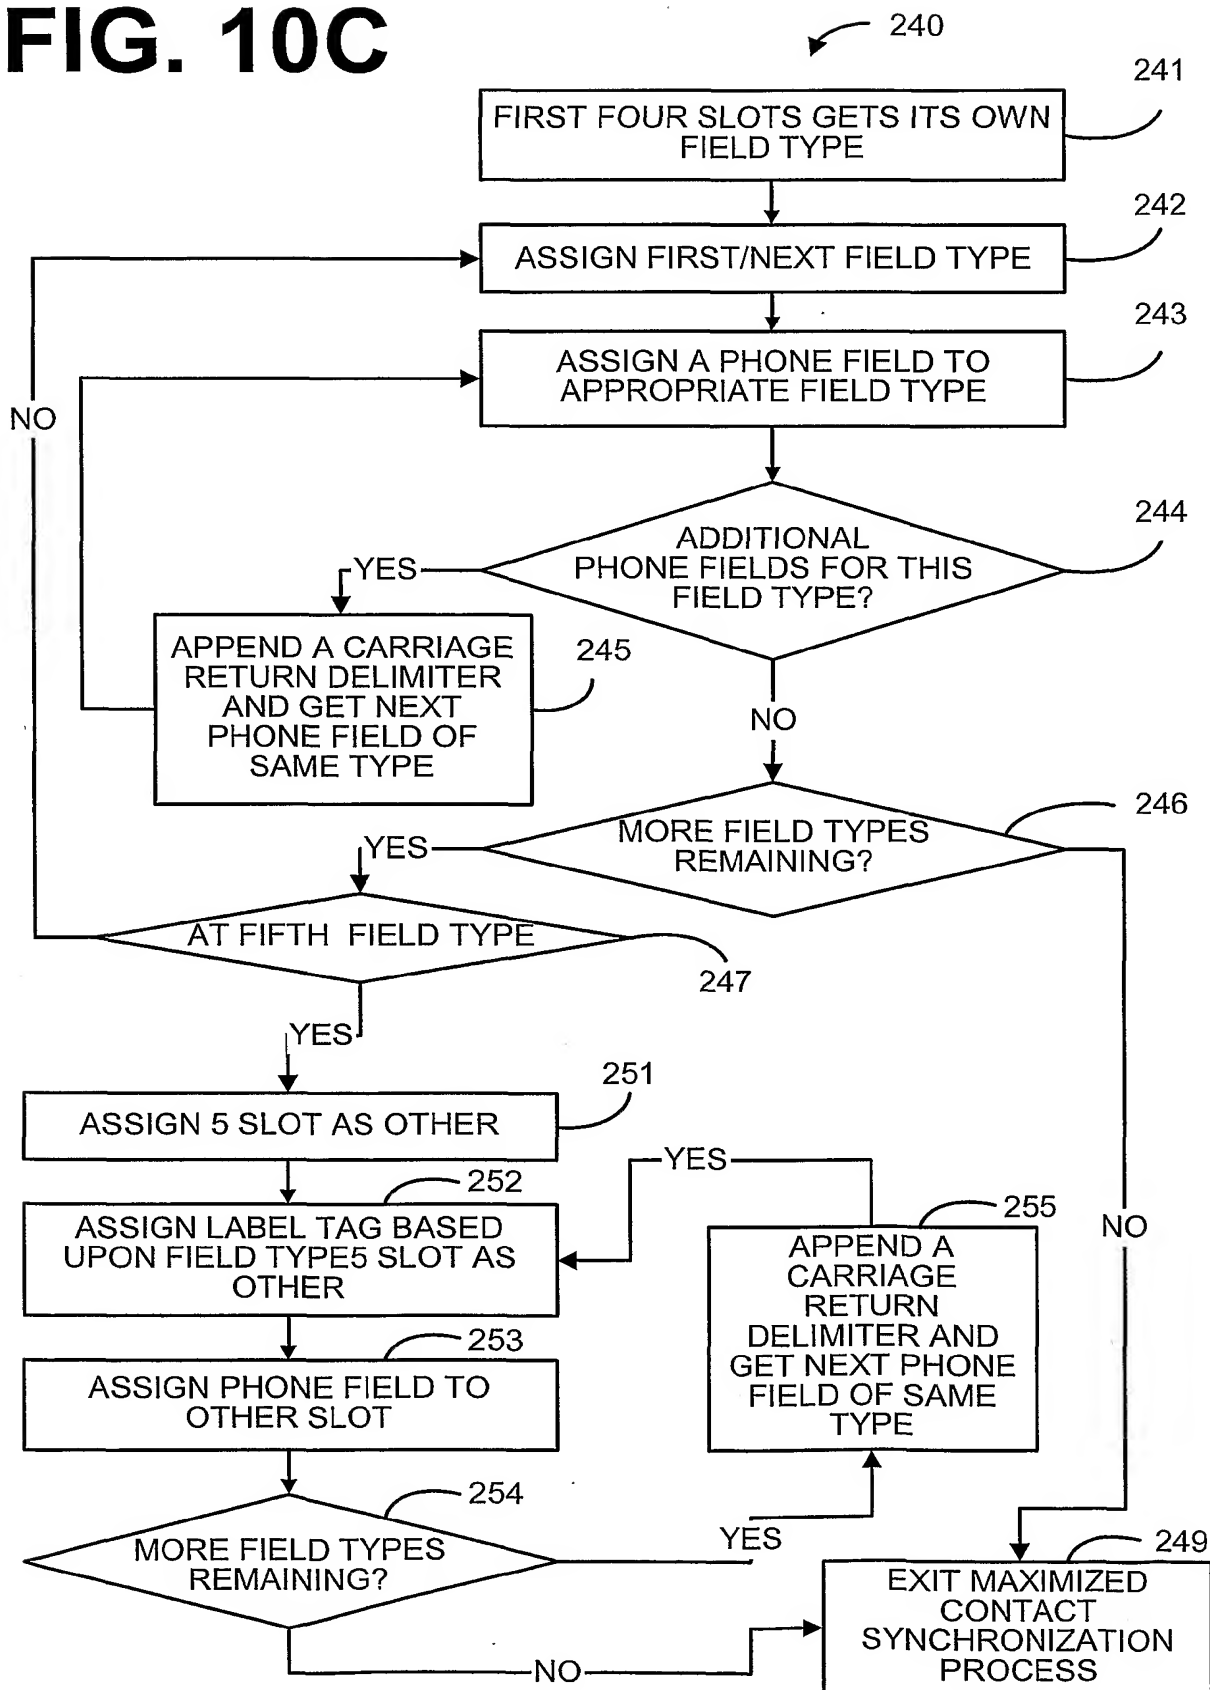 FIG. 10C
240
241
FIRST FOUR SLOTS GETS ITS OWN
FIELD TYPE
242
ASSIGN FIRST/NEXT FIELD TYPE
243
ASSIGN A PHONE FIELD TO
APPROPRIATE FIELD TYPE
NO
244
ADDITIONAL
PHONE FIELDS FOR THIS
FIELD TYPE?
YES
245
APPEND A CARRIAGE
RETURN DELIMITER
AND GET NEXT
PHONE FIELD OF
SAME TYPE
NO
246
MORE FIELD TYPES
REMAINING?
YES
AT FIFTH FIELD TYPE
247
YES
251
ASSIGN 5 SLOT AS OTHER
YES
252
ASSIGN LABEL TAG BASED
UPON FIELD TYPE5 SLOT AS
OTHER
255
APPEND A
CARRIAGE
RETURN
DELIMITER AND
GET NEXT PHONE
FIELD OF SAME
TYPE
NO
253
ASSIGN PHONE FIELD TO
OTHER SLOT
254
MORE FIELD TYPES
REMAINING?
YES
249
EXIT MAXIMIZED
CONTACT
SYNCHRONIZATION
PROCESS
NO